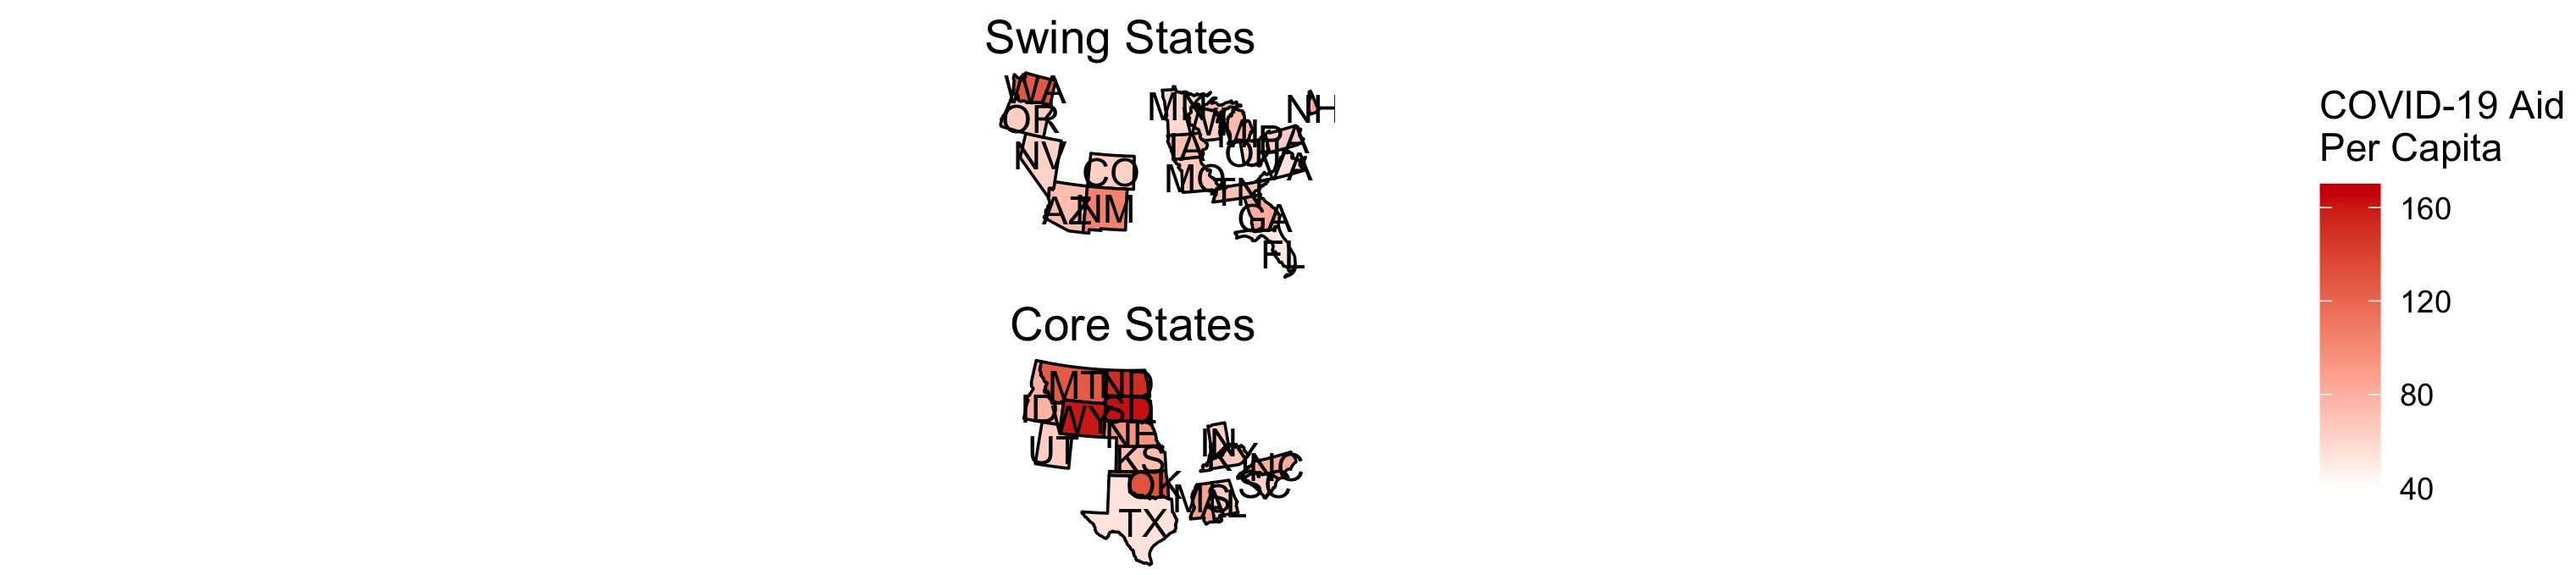 Swing States
WA
OR
NV
CO
AZ
NM
MN
WI
MI
IA
MO
OH
PA
NH
VA
TN
GA
FL
Core States
MT
ND
ID
WY
SD
UT
NH
KS
OK
TX
IN
KY
NC
SC
MS
AL
COVID-19 Aid
Per Capita
160
120
80
40